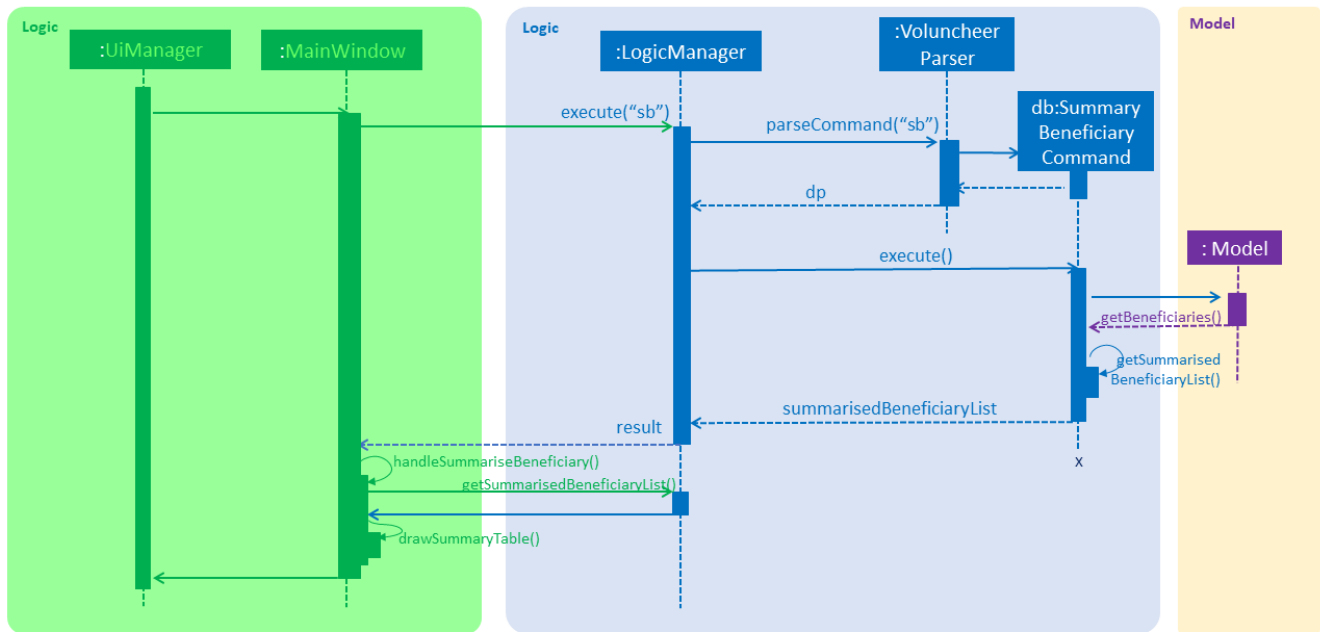 Logic
Logic
Model
:UiManager
:MainWindow
:LogicManager
:Voluncheer
Parser
db:Summary
Beneficiary
Command
execute(“sb”)
parseCommand(“sb”)
dp
execute()
: Model
getBeneficiaries()
getSummarised
BeneficiaryList()
summarisedBeneficiaryList
result
handleSummariseBeneficiary()
x
getSummarisedBeneficiaryList()
drawSummaryTable()